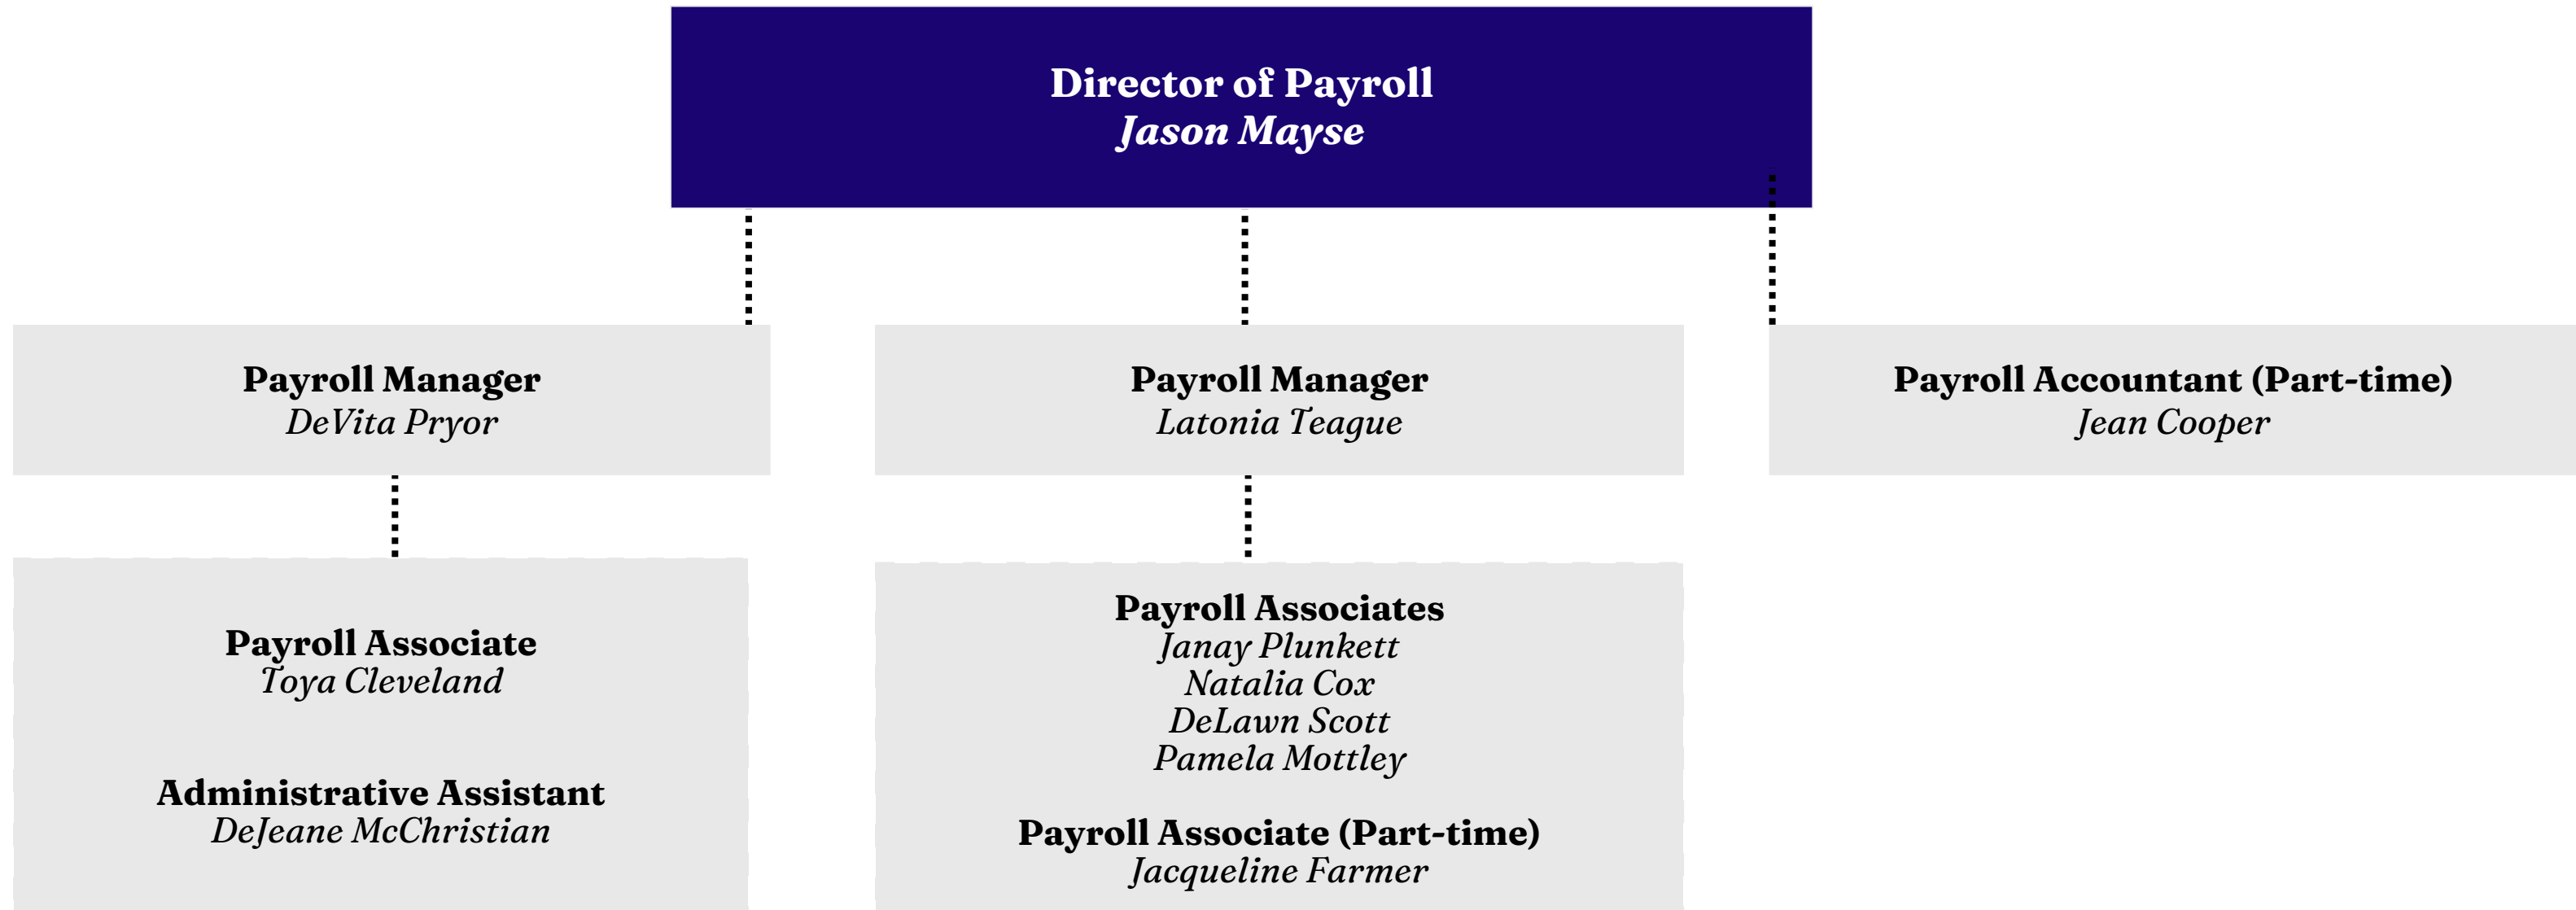 Director of Payroll
Jason Mayse
Payroll Manager
DeVita Pryor
Payroll Manager
Latonia Teague
Payroll Accountant (Part-time)
Jean Cooper
Payroll Associate
Toya Cleveland
Administrative Assistant
DeJeane McChristian
Payroll Associates
Janay Plunkett
Natalia Cox
DeLawn Scott
Pamela Mottley
Payroll Associate (Part-time)
Jacqueline Farmer